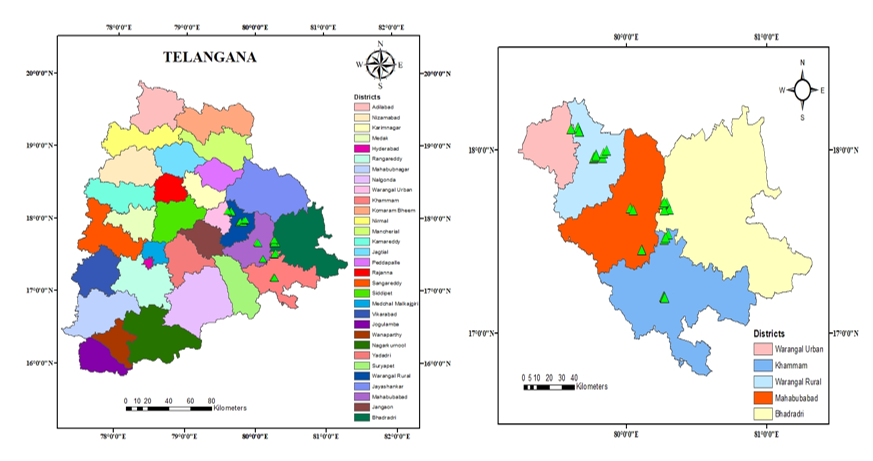 78°0'0"E 79°0'0"E 80°0'0"E 81°0'0"E 82°0'0"E
TELANGANA
N
W E
S
20°0'0"N 20°0'0"N
19°0'0"N 19°0'0"N
18°0'0"N 18°0'0"N
17°0'0"N 17°0'0"N
16°0'0"N 16°0'0"N
Districts
Adilabad
Nizamabad
Karimnagar
Medak
Hyderabad
Rangareddy
Mahabubnagar
Nalgonda
Warangal Urban
Khammam
Komaram Bheem
Nirmal
Mancherial
Kamareddy
Jagtial
Peddapalle
Rajanna
Sangareddy
Siddipet
Medchal Malkajgiri
Vikarabad
Jogulamba
Wanaparthy
Nagarkurnool
Yadadri
Suryapet
Warangal Rural
Jayashankar
Mahabubabad
Jangaon
Bhadradri
0 10 20 40 60 80
Kilometers
78°0'0"E 79°0'0"E 80°0'0"E 81°0'0"E 82°0'0"E
80°0'0"E 81°0'0"E
N
W E
S
18°0'0"N 18°0'0"N
17°0'0"N 17°0'0"N
Districts
Warangal Urban
Khammam
Warangal Rural
Mahabubabad
Bhadradri
0 5 10 20 30 40
Kilometers
80°0'0"E 81°0'0"E